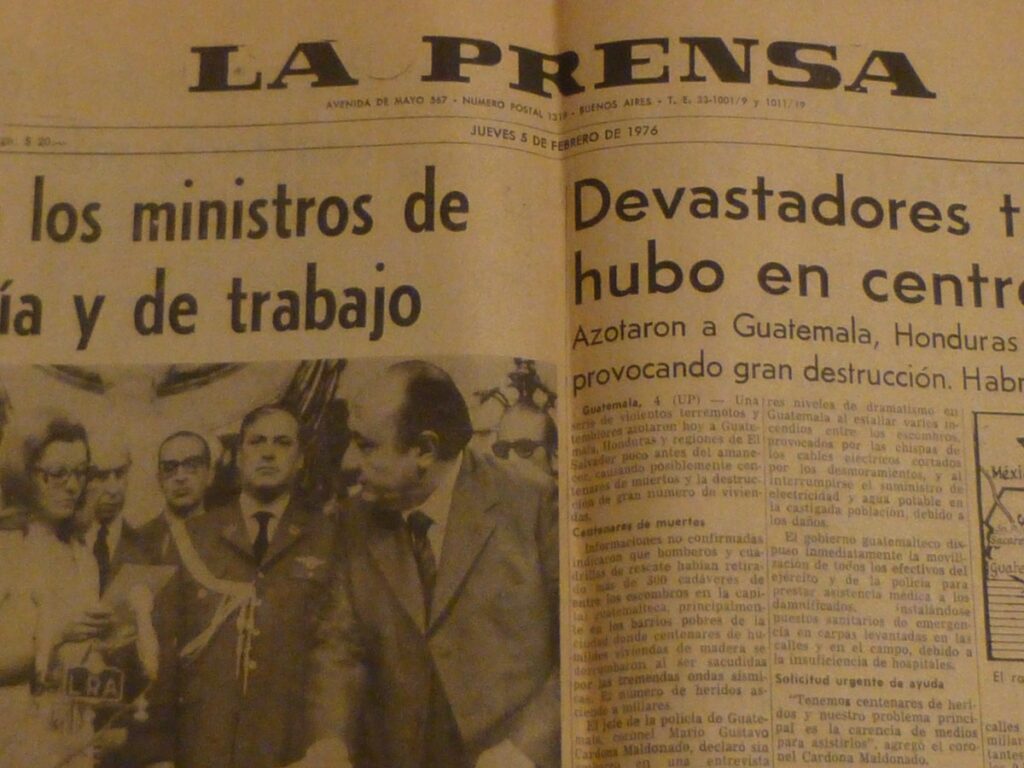 LA PRENSA
AVENIDA DE MAYO 567 - NUMERO POSTAL 1319 - BUENOS AIRES - T. E. 33-1001/9 y 1011/19
$ 20.—
JUEVES 5 DE FEBRERO DE 1976
los ministros de
ía y de trabajo
LRA
Devastadores t
hubo en centro
Azotaron a Guatemala, Honduras
provocando gran destrucción. Habr
Guatemala, 4 (UP) — Una
serie de violentos terremotos y
temblores azotaron hoy a Guate-
mala, Honduras y regiones de El
Salvador poco antes del amane-
cer, causando posiblemente cen-
tenares de muertos y la destruc-
ción de gran número de vivien-
das.
Centenares de muertos
Informaciones no confirmadas
indicaron que bomberos y cua-
drillas de rescate habían retira-
do más de 300 cadáveres de
entre los escombros en la capi-
tal guatemalteca, principalmen-
te en los barrios pobres de la
ciudad donde centenares de hu-
mildes viviendas de madera se
derrumbaron al ser sacudidas
por las tremendas ondas sísmi-
cas. El número de heridos as-
ciende a millares.
El jefe de la policía de Guate-
mala, coronel Mario Gustavo
Cardona Maldonado, declaró sin
embargo en una entrevista
res niveles de dramatismo en
Guatemala al estallar varios in-
cendios entre los escombros,
provocados por las chispas de
los cables eléctricos cortados
por los desmoramientos, y al
interrumpirse el suministro de
electricidad y agua potable en
la castigada población, debido a
los daños.
El gobierno guatemalteco dis-
puso inmediatamente la movili-
zación de todos los efectivos del
ejército y de la policía para
prestar asistencia médica a los
damnificados, instalándose
puestos sanitarios de emergen-
cia en carpas levantadas en las
calles y en el campo, debido a
la insuficiencia de hospitales.
Solicitud urgente de ayuda
"Tenemos centenares de heri-
dos y nuestro problema princi-
pal es la carencia de medios
para asistirlos", agregó el coro-
nel Cardona Maldonado.
Méxi
Guate
El ro
calles
milla
tantes